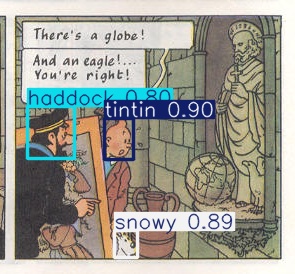 There's a globe!
And an eagle!...
You're right!
haddock 0.80
tintin 0.90
snowy 0.89